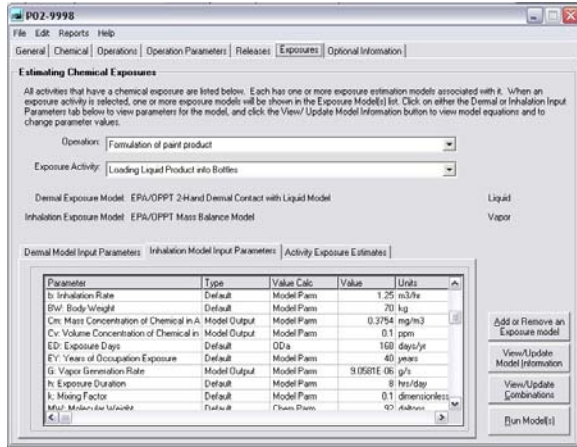 P02-9998
File Edit Reports Help
General Chemical Operations Operation Parameters Releases Exposures Optional Information
Estimating Chemical Exposures
All activities that have a chemical exposure are listed below. Each has one or more exposure estimation models associated with it. When an
exposure activity is selected, one or more exposure models will be shown in the Exposure Model(s) list. Click on either the Dermal or Inhalation Input
Parameters tab below to view parameters for the model, and click the View/ Update Model Information button to view model equations and to
change parameter values.
Operation: Formulation of paint product
Exposure Activity: Loading Liquid Product into Bottles
Dermal Exposure Model: EPA/OPPT 2-Hand Dermal Contact with Liquid Model Liquid
Inhalation Exposure Model: EPA/OPPT Mass Balance Model Vapor
Dermal Model Input Parameters Inhalation Model Input Parameters Activity Exposure Estimates
Parameter Type Value Calc Value Units
b: Inhalation Rate Default Model Parm 1.25 m3/hr
BW: Body Weight Default Model Parm 70 kg
Cm: Mass Concentration of Chemical in A Model Output Model Parm 0.3754 mg/m3
Cv: Volume Concentration of Chemical in Model Output Model Parm 0.1 ppm
ED: Exposure Days Default ODa 160 days/yr
EY: Years of Occupation Exposure Default Model Parm 40 years
G: Vapor Generation Rate Model Output Model Parm 9.0581E-06 g/s
h: Exposure Duration Default Model Parm 8 hrs/day
k: Mixing Factor Default Model Parm 0.1 dimensionless
MW: Molecular Weight Default Chem Parm 92 daltons
Add or Remove an
Exposure model
View/Update
Model Information
View/Update
Combinations
Run Model(s)